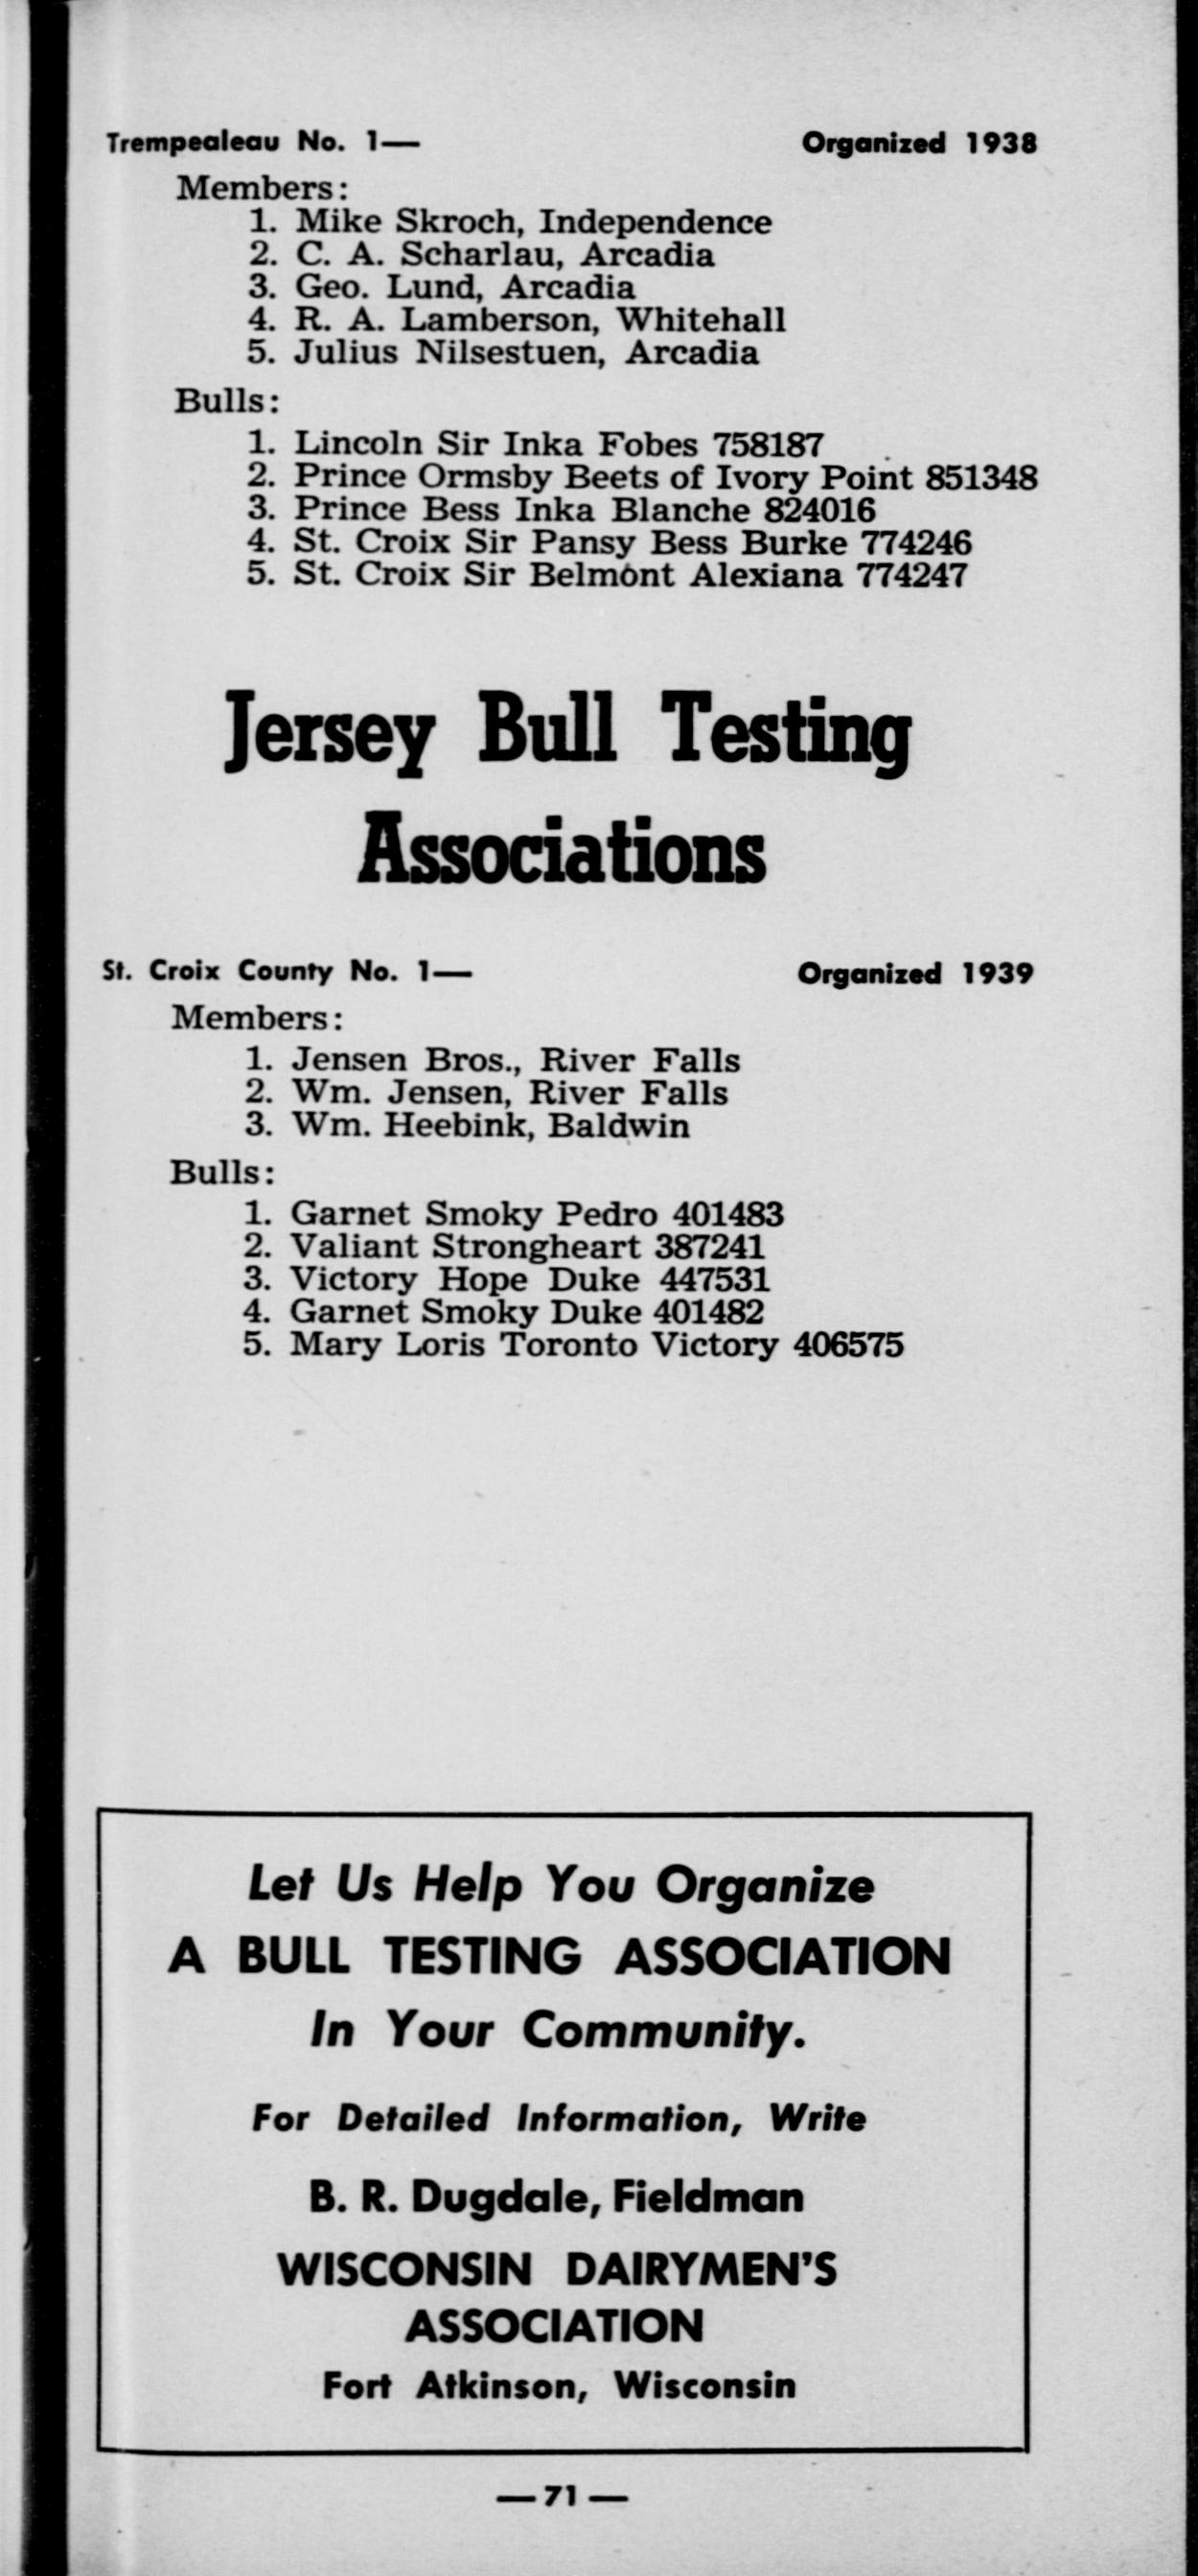 Trempealeau No. 1— Organized 1938
Members:
1. Mike Skroch, Independence
2. C. A. Scharlau, Arcadia
3. Geo. Lund, Arcadia
4. R. A. Lamberson, Whitehall
5. Julius Nilsestuen, Arcadia
Bulls:
1. Lincoln Sir Inka Fobes 758187
2. Prince Ormsby Beets of Ivory Point 851348
3. Prince Bess Inka Blanche 824016
4. St. Croix Sir Pansy Bess Burke 774246
5. St. Croix Sir Belmont Alexiana 774247
Jersey Bull Testing
Associations
St. Croix County No. 1— Organized 1939
Members:
1. Jensen Bros., River Falls
2. Wm. Jensen, River Falls
3. Wm. Heebink, Baldwin
Bulls:
1. Garnet Smoky Pedro 401483
2. Valiant Strongheart 387241
3. Victory Hope Duke 447531
4. Garnet Smoky Duke 401482
5. Mary Loris Toronto Victory 406575
Let Us Help You Organize
A BULL TESTING ASSOCIATION
In Your Community.
For Detailed Information, Write
B. R. Dugdale, Fieldman
WISCONSIN DAIRYMEN'S
ASSOCIATION
Fort Atkinson, Wisconsin
— 71 —